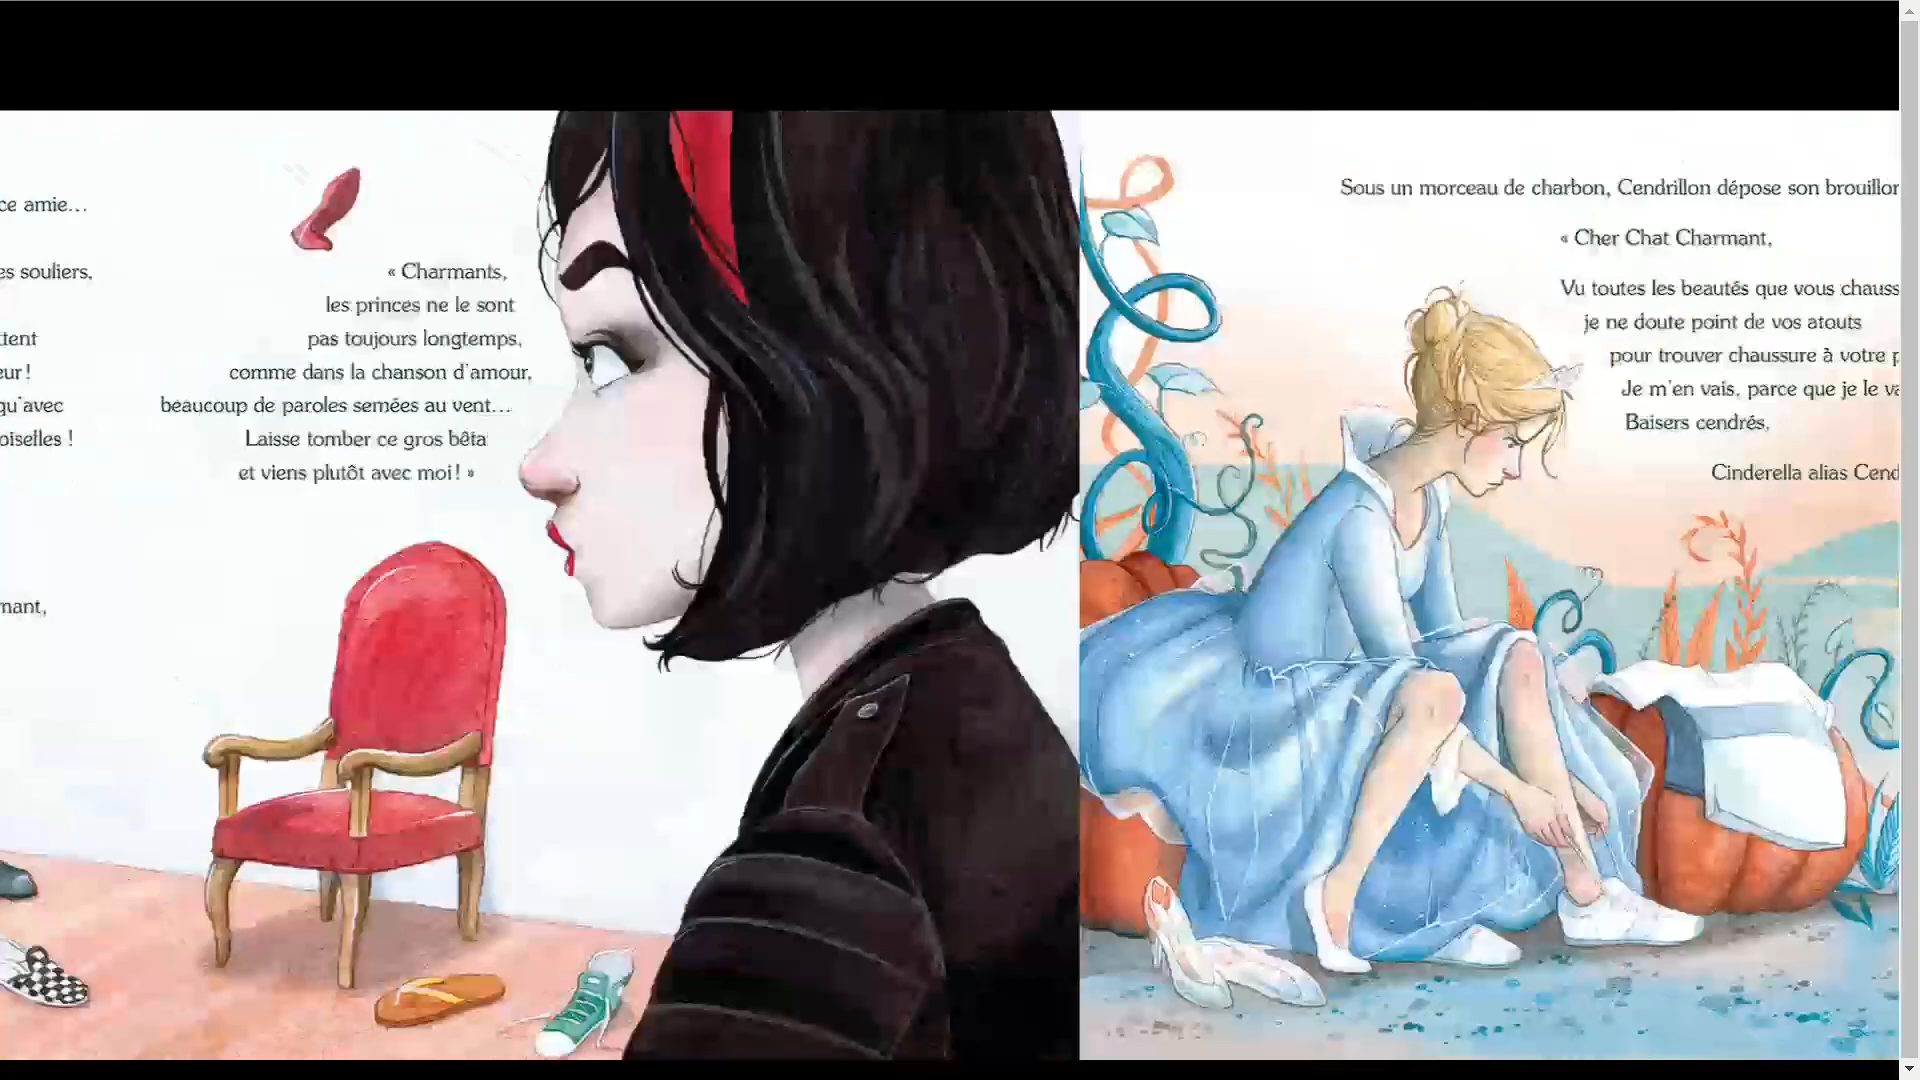 ce amie…
es souliers,
ttent
eur !
qu'avec
oiselles !
mant,
« Charmants,
les princes ne le sont
pas toujours longtemps,
comme dans la chanson d'amour,
beaucoup de paroles semées au vent…
Laisse tomber ce gros bêta
et viens plutôt avec moi ! »
Sous un morceau de charbon, Cendrillon dépose son brouillon
« Cher Chat Charmant,
Vu toutes les beautés que vous chauss
je ne doute point de vos atouts
pour trouver chaussure à votre p
Je m'en vais, parce que je le va
Baisers cendrés,
Cinderella alias Cend